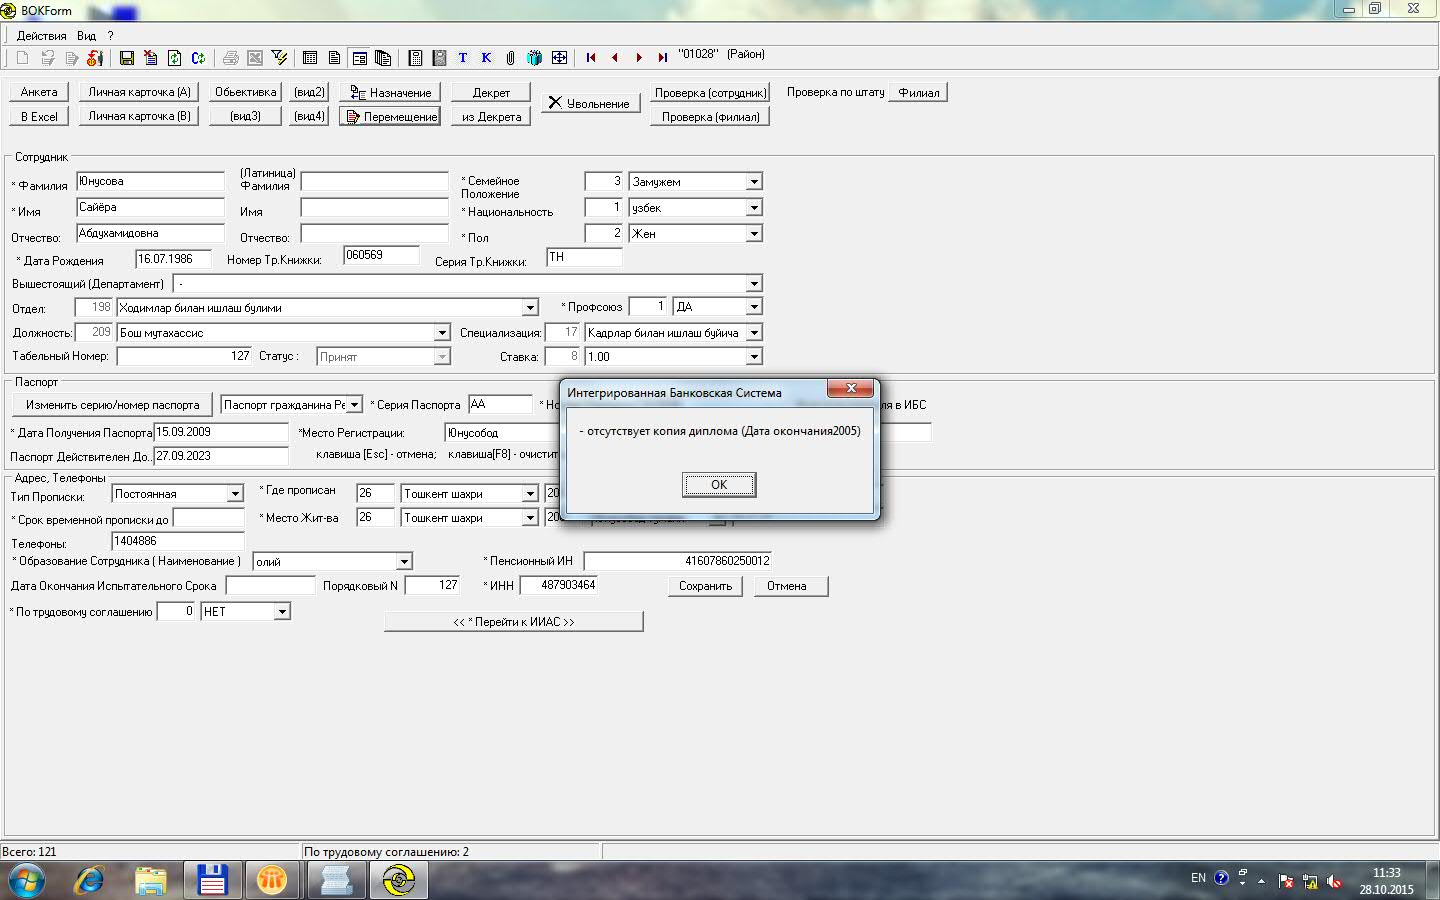 BOKForm
Действия Вид ?
T K "01028" (Район)
Анкета Личная карточка (А) Объективка (вид2) Назначение Декрет Увольнение Проверка (сотрудник) Проверка по штату Филиал
В Excel Личная карточка (В) (вид3) (вид4) Перемещение из Декрета Проверка (филиал)
Сотрудник
* Фамилия Юнусова (Латиница) Фамилия * Семейное Положение 3 Замужем
* Имя Сайёра Имя * Национальность 1 узбек
Отчество: Абдухамидовна Отчество: * Пол 2 Жен
* Дата Рождения 16.07.1986 Номер Тр.Книжки: 060569 Серия Тр.Книжки: ТН
Вышестоящий (Департамент) -
Отдел: 198 Ходимлар билан ишлаш булими * Профсоюз 1 ДА
Должность: 209 Бош мутахассис Специализация: 17 Кадрлар билан ишлаш буйича
Табельный Номер: 127 Статус : Принят Ставка: 8 1.00
Паспорт
Изменить серию/номер паспорта Паспорт гражданина Ре * Серия Паспорта АА в ИБС
* Дата Получения Паспорта 15.09.2009 *Место Регистрации: Юнусобод
Паспорт Действителен До.. 27.09.2023 клавиша [Esc] - отмена; клавиша[F8] - очистит
Интегрированная Банковская Система
- отсутствует копия диплома (Дата окончания2005)
OK
Адрес, Телефоны
Тип Прописки: Постоянная * Где прописан 26 Тошкент шахри
* Срок временной прописки до * Место Жит-ва 26 Тошкент шахри
Телефоны: 1404886
* Образование Сотрудника ( Наименование ) олий * Пенсионный ИН 41607860250012
Дата Окончания Испытательного Срока Порядковый N 127 * ИНН 487903464 Сохранить Отмена
* По трудовому соглашению 0 НЕТ
<< * Перейти к ИИАС >>
Всего: 121 По трудовому соглашению: 2
EN 11:33
28.10.2015